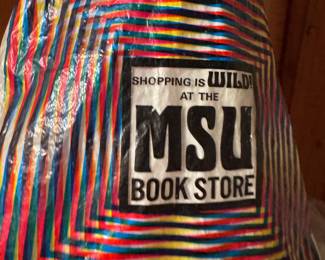 SHOPPING IS WILD!
AT THE
MSU
BOOK STORE